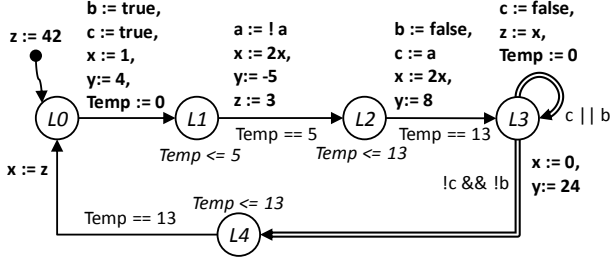 z := 42
b := true,
c := true,
x := 1,
y:= 4,
Temp := 0
a := ! a
x := 2x,
y:= -5
z := 3
b := false,
c := a
x := 2x,
y:= 8
c := false,
z := x,
Temp := 0
L0
L1
L2
L3
Temp == 5
Temp == 13
c || b
Temp <= 5
Temp <= 13
x := z
!c && !b
x := 0,
y:= 24
Temp <= 13
Temp == 13
L4